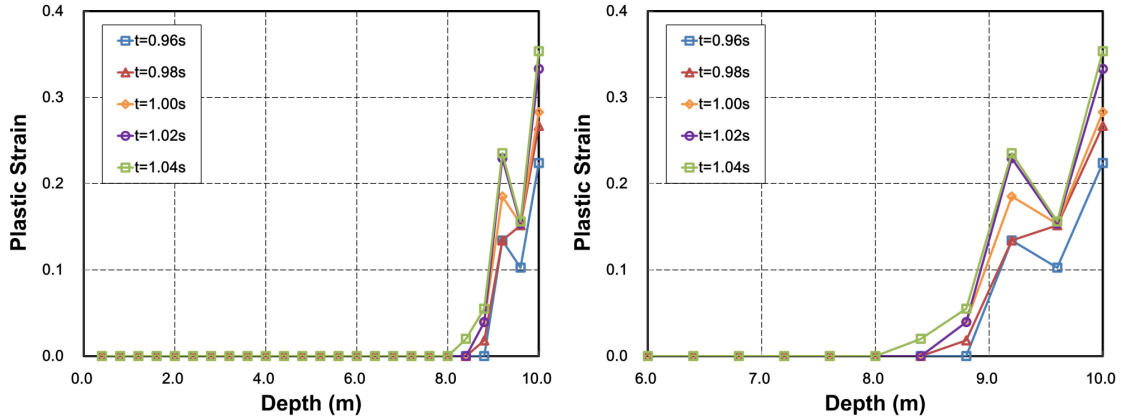 0.4
0.3
0.2
0.1
0.0
Plastic Strain
t=0.96s
t=0.98s
t=1.00s
t=1.02s
t=1.04s
0.0 2.0 4.0 6.0 8.0 10.0
Depth (m)
0.4
0.3
0.2
0.1
0.0
Plastic Strain
t=0.96s
t=0.98s
t=1.00s
t=1.02s
t=1.04s
6.0 7.0 8.0 9.0 10.0
Depth (m)